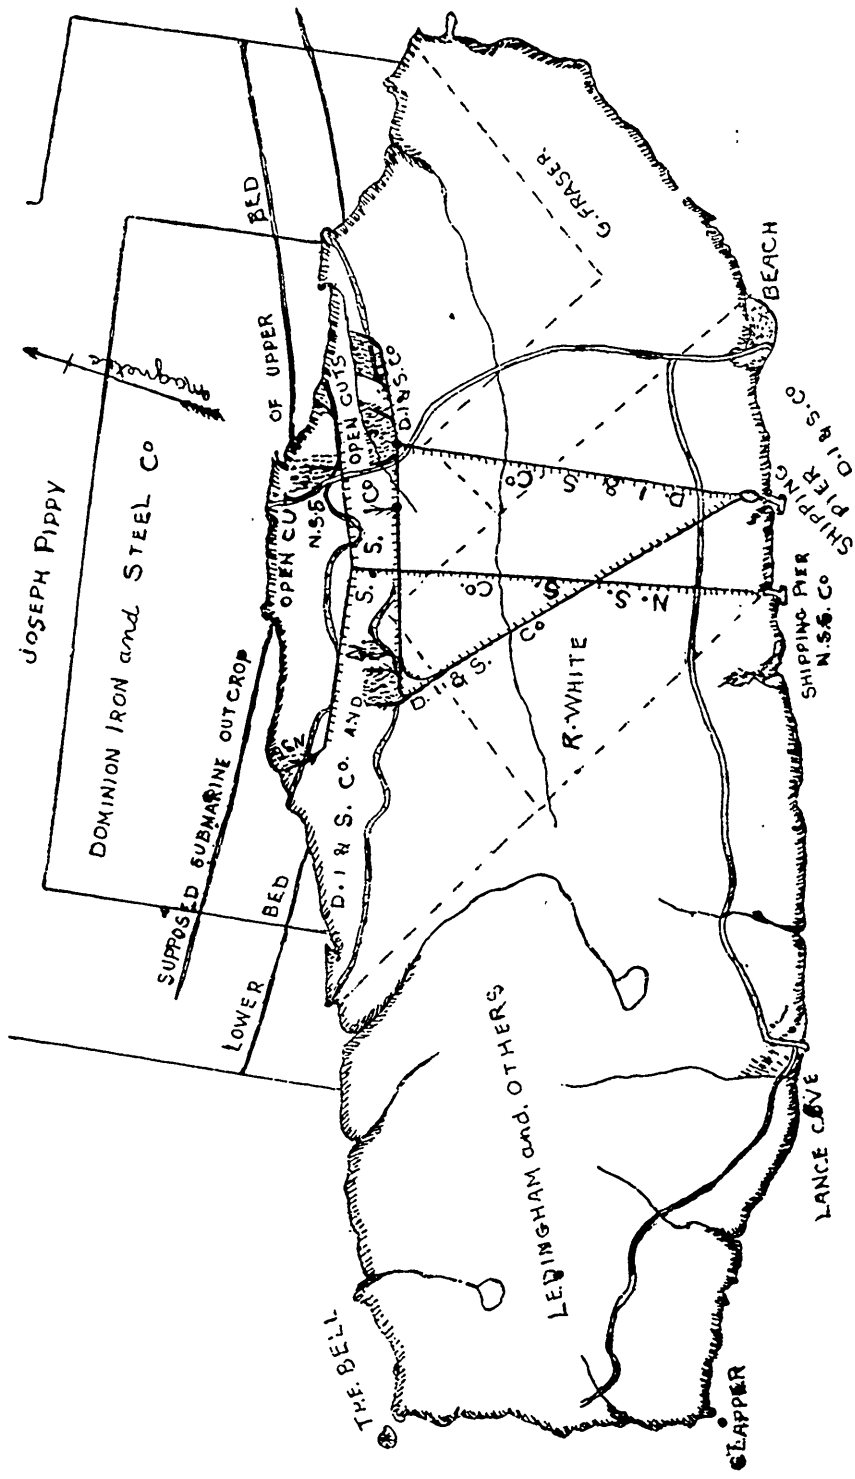 JOSEPH PIPPY
DOMINION IRON and STEEL Co
magnetic
SUPPOSED SUBMARINE OUTCROP
OF UPPER
BED
LOWER
BED
OPEN CUT
N.S.S
OPEN CUTS
D.I & S. CO
D. I & S. Co. AND N. S. S. Co
G. FRASER
BEACH
D. I & S Co
N. S. S. Co.
D. I & S. Co
R. WHITE
SHIPPING
PIER
D.I & S. CO
SHIPPING PIER
N.S.S. CO
LEDINGHAM and. OTHERS
LANCE COVE
THE BELL
CLAPPER